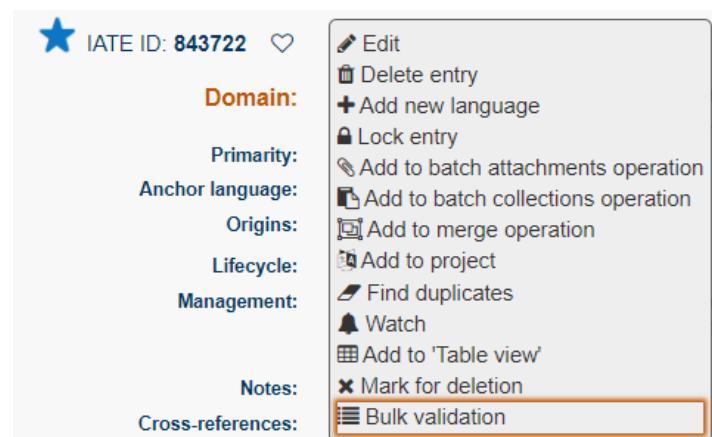 IATE ID: 843722
Domain:
Primarity:
Anchor language:
Origins:
Lifecycle:
Management:
Notes:
Cross-references:
Edit
Delete entry
Add new language
Lock entry
Add to batch attachments operation
Add to batch collections operation
Add to merge operation
Add to project
Find duplicates
Watch
Add to 'Table view'
Mark for deletion
Bulk validation